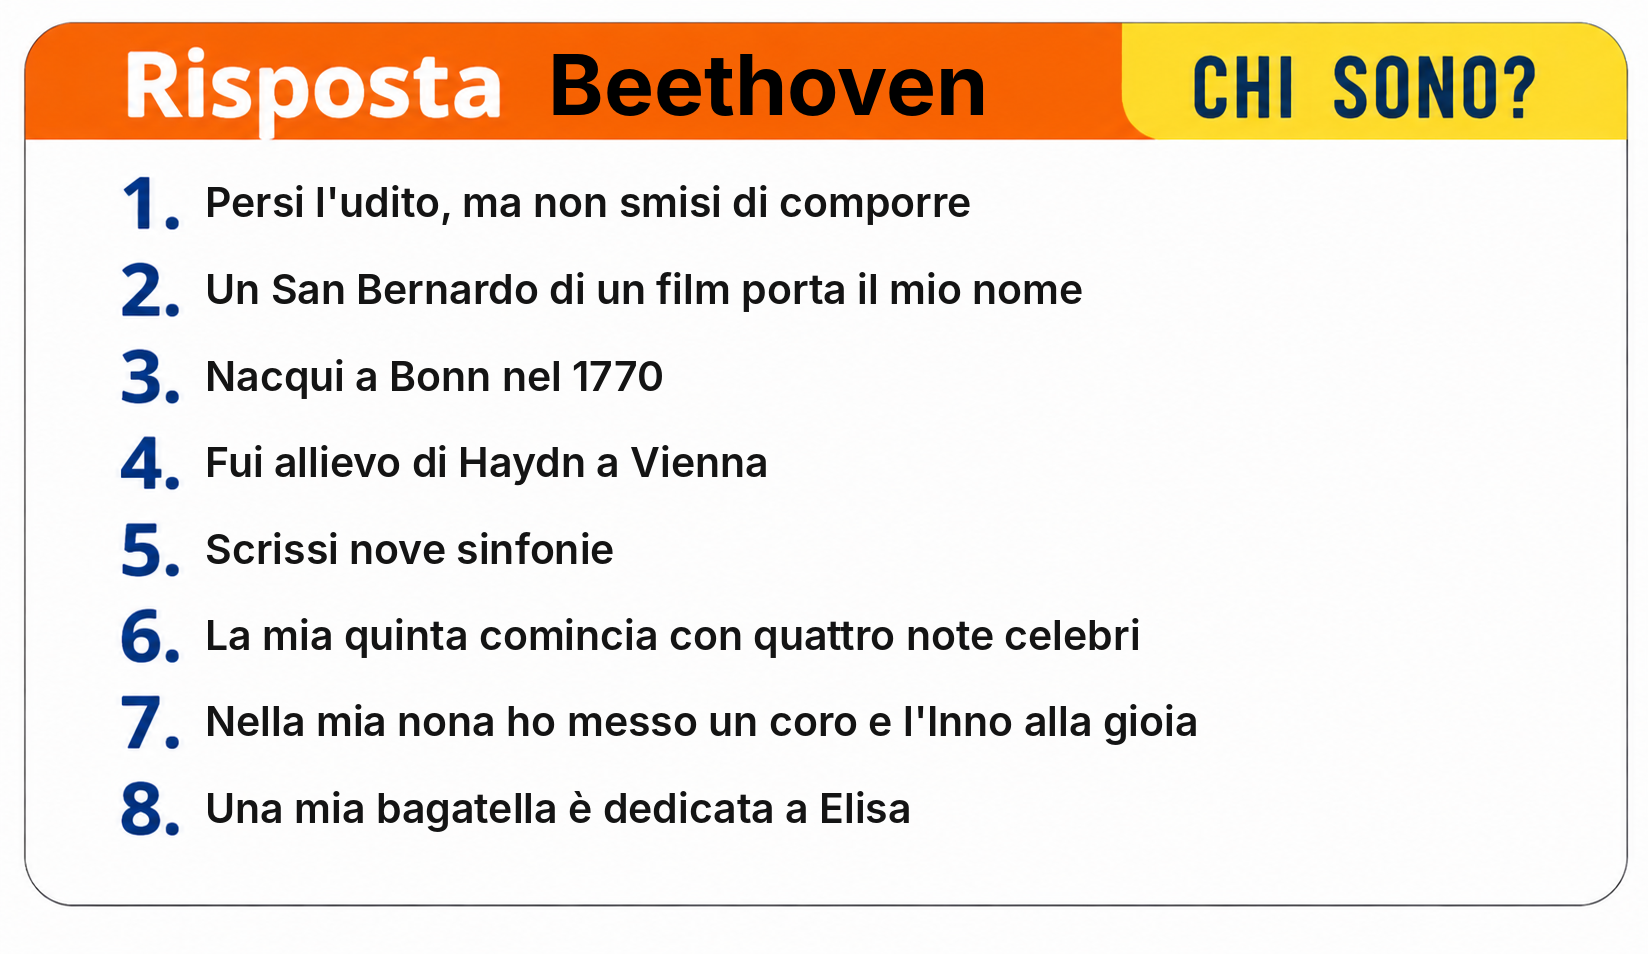 Risposta Beethoven CHI SONO?
1. Persi l'udito, ma non smisi di comporre
2. Un San Bernardo di un film porta il mio nome
3. Nacqui a Bonn nel 1770
4. Fui allievo di Haydn a Vienna
5. Scrissi nove sinfonie
6. La mia quinta comincia con quattro note celebri
7. Nella mia nona ho messo un coro e l'Inno alla gioia
8. Una mia bagatella è dedicata a Elisa